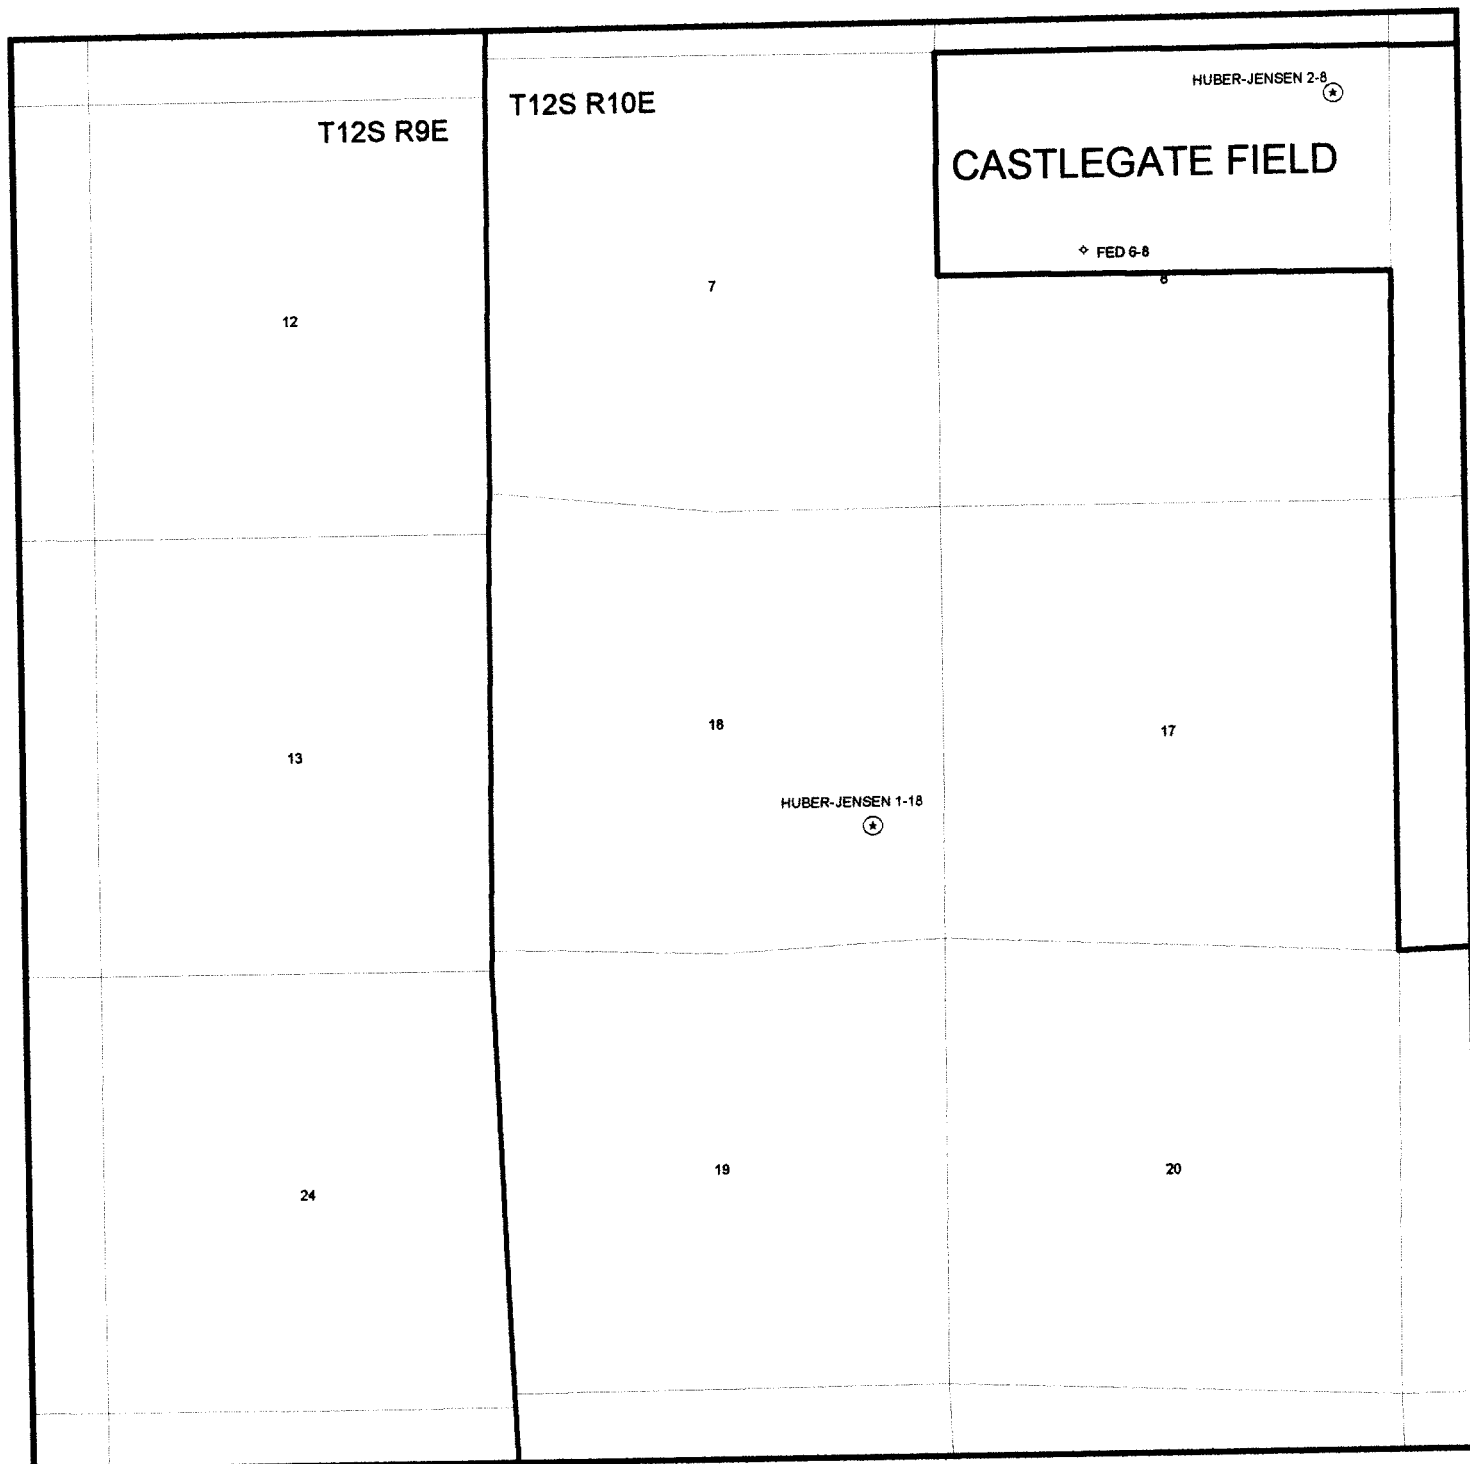 HUBER-JENSEN 2-8
T12S R10E
T12S R9E
CASTLEGATE FIELD
FED 6-8
8
7
12
18
17
13
HUBER-JENSEN 1-18
19
20
24